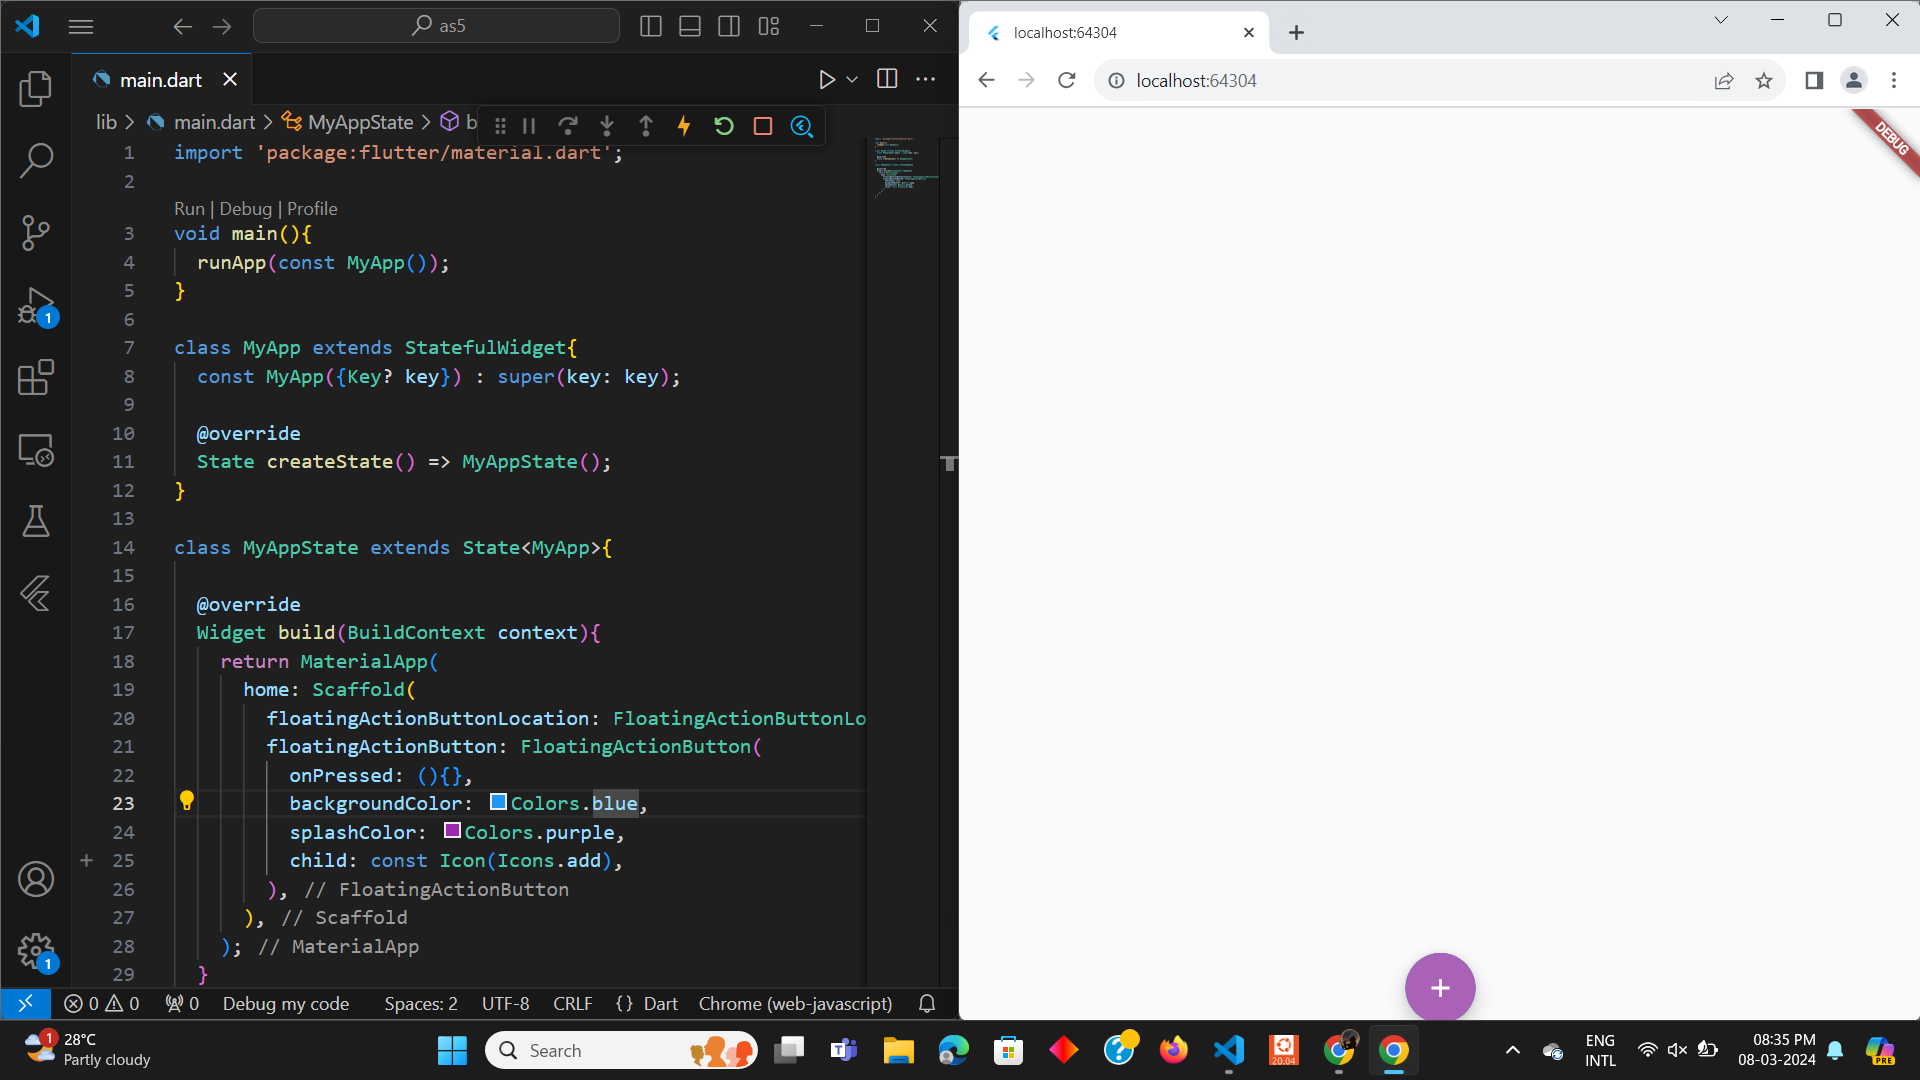 as5
main.dart
lib > main.dart > MyAppState > b
1 import 'package:flutter/material.dart';
2
Run | Debug | Profile
3 void main(){
4 runApp(const MyApp());
5 }
6
7 class MyApp extends StatefulWidget{
8 const MyApp({Key? key}) : super(key: key);
9
10 @override
11 State createState() => MyAppState();
12 }
13
14 class MyAppState extends State<MyApp>{
15
16 @override
17 Widget build(BuildContext context){
18 return MaterialApp(
19 home: Scaffold(
20 floatingActionButtonLocation: FloatingActionButtonLo
21 floatingActionButton: FloatingActionButton(
22 onPressed: (){},
23 backgroundColor: Colors.blue,
24 splashColor: Colors.purple,
25 child: const Icon(Icons.add),
26 ), // FloatingActionButton
27 ), // Scaffold
28 ); // MaterialApp
29 }
1
1
0 0 0 Debug my code Spaces: 2 UTF-8 CRLF {} Dart Chrome (web-javascript)
localhost:64304
localhost:64304
DEBUG
+
1
28°C
Partly cloudy
Search
20.04
ENG
INTL
08:35 PM
08-03-2024
PRE